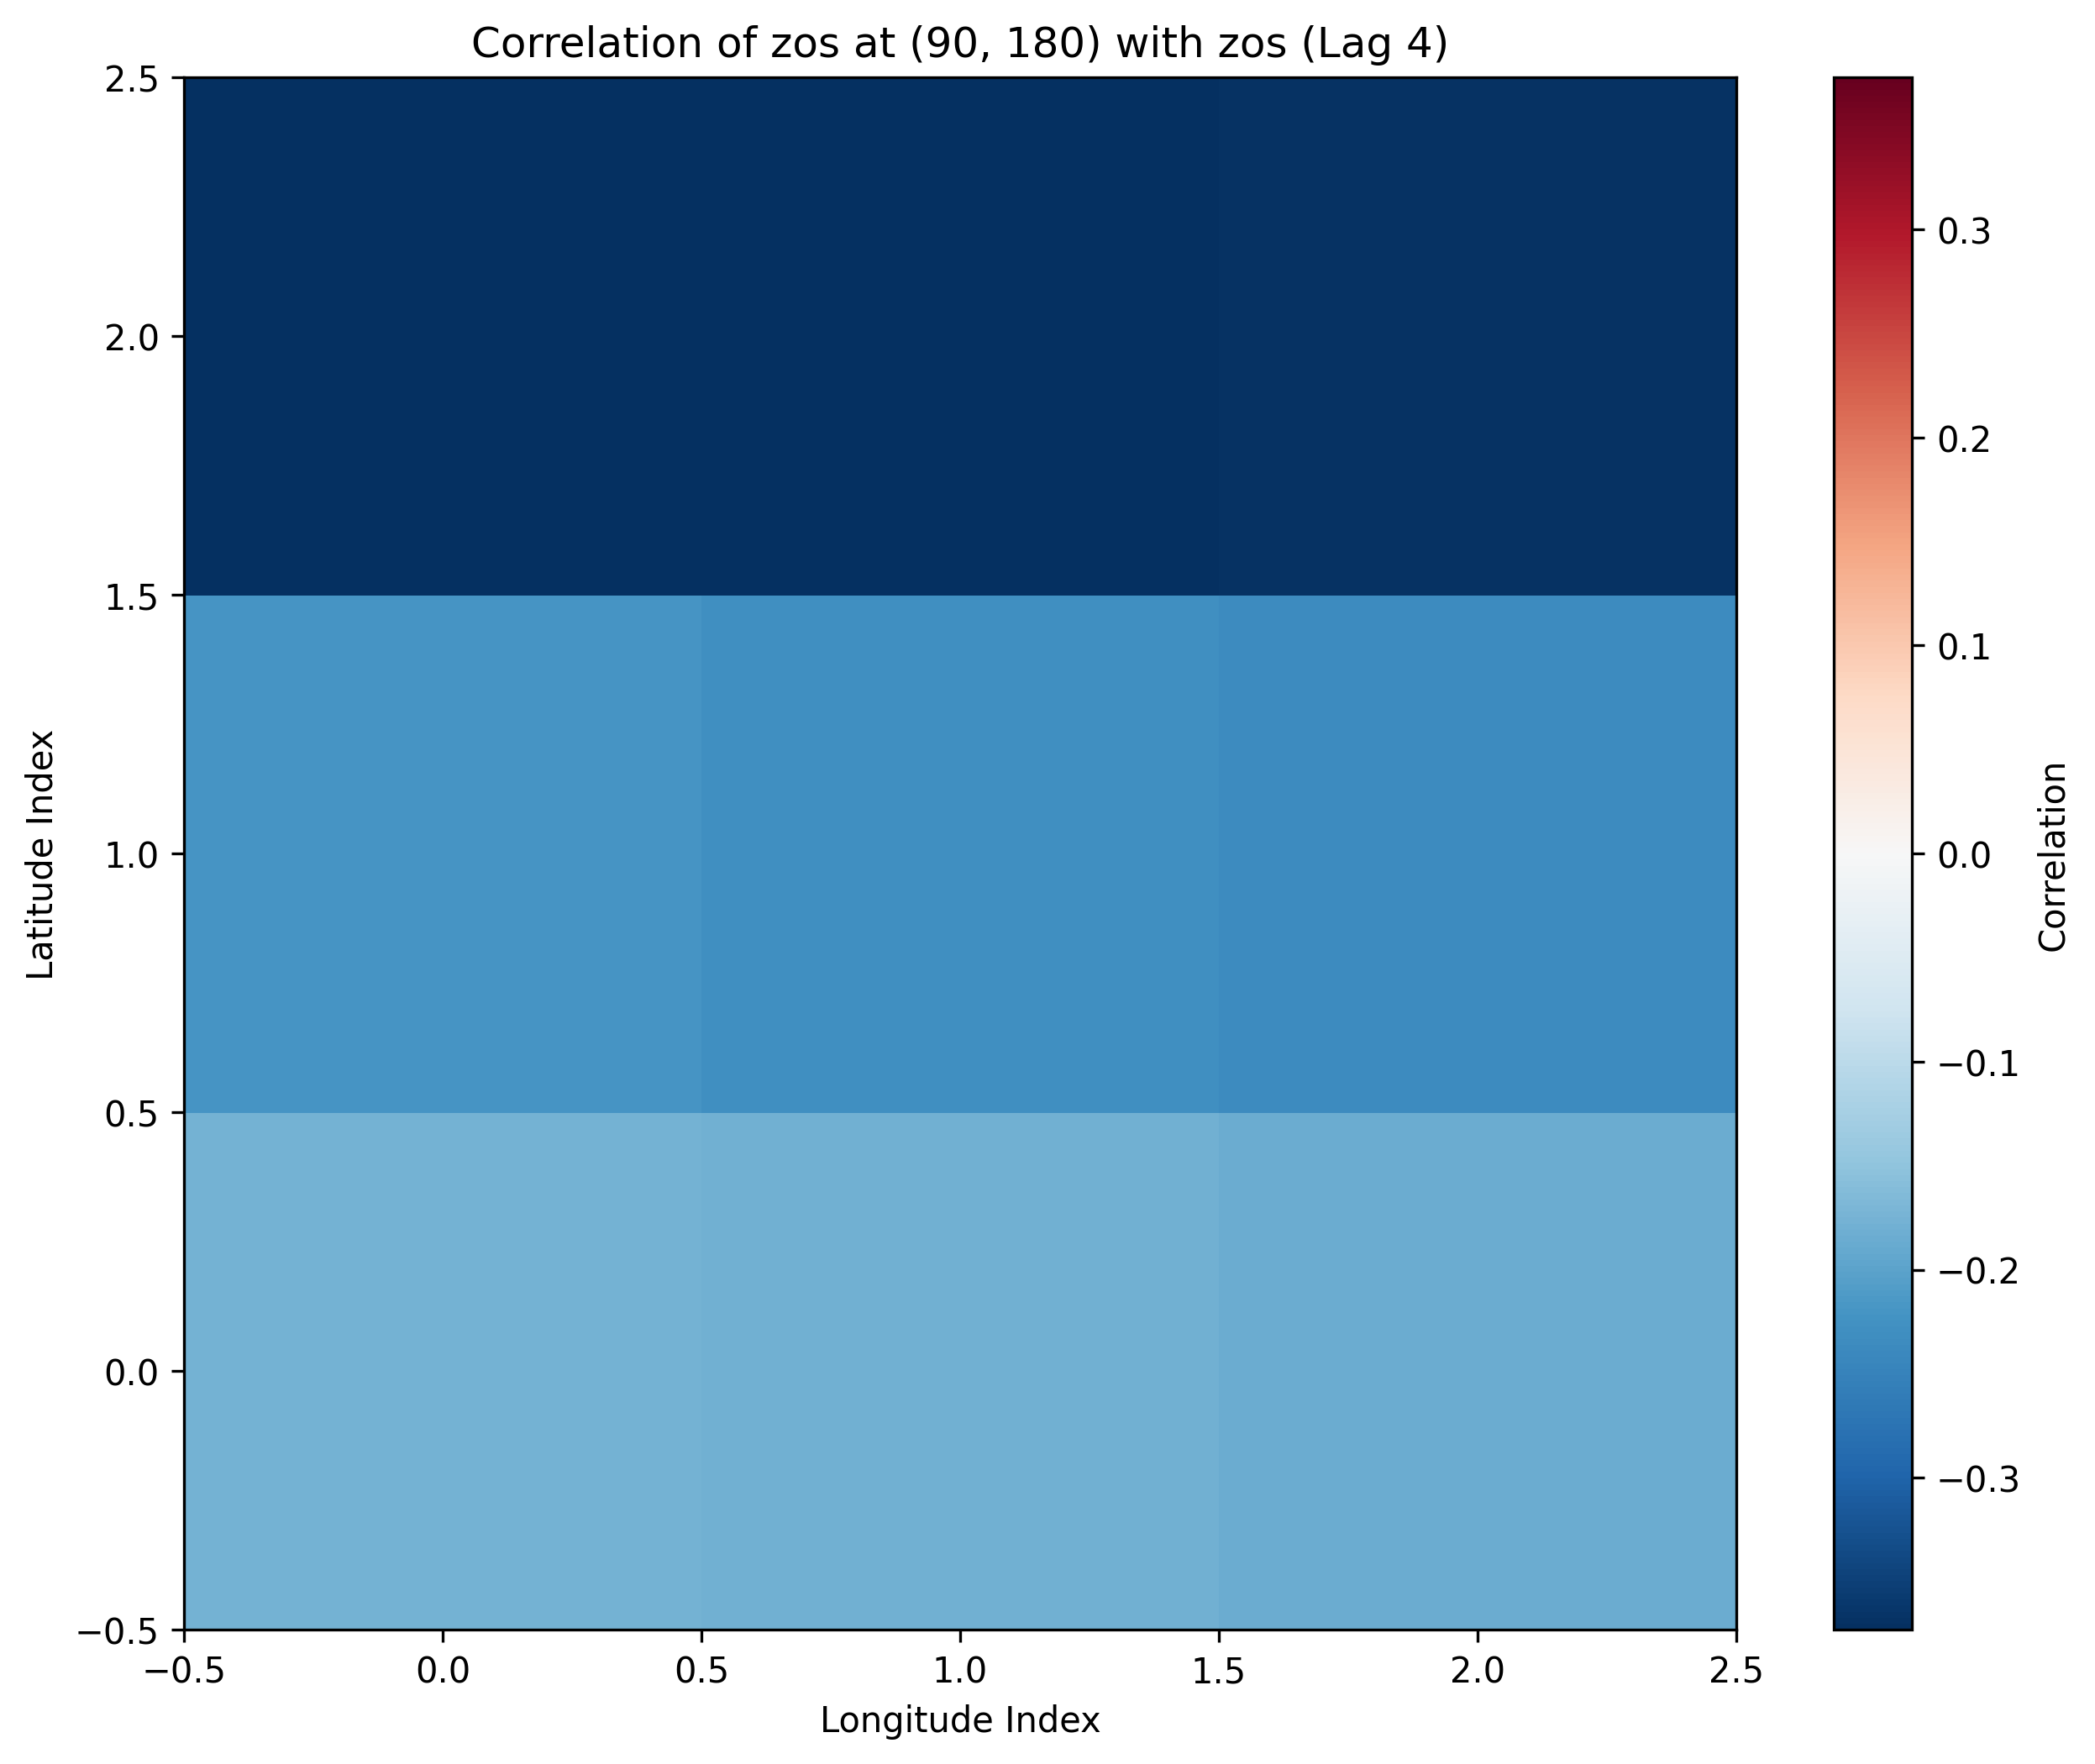 Correlation of zos at (90, 180) with zos (Lag 4)
2.5
2.0
1.5
1.0
0.5
0.0
−0.5
Latitude Index
−0.5 0.0 0.5 1.0 1.5 2.0 2.5
Longitude Index
0.3
0.2
0.1
0.0
−0.1
−0.2
−0.3
Correlation